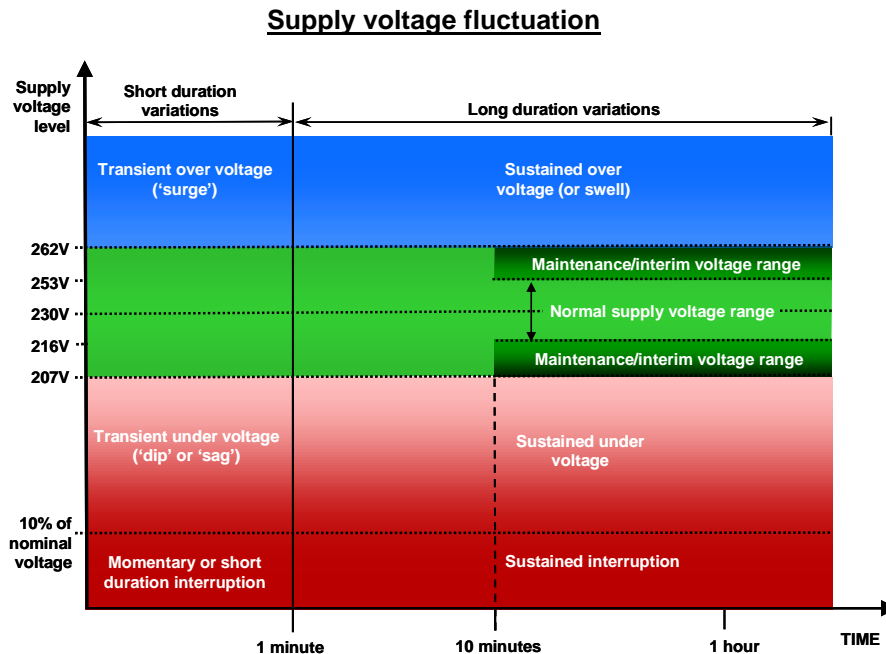 Supply voltage fluctuation
Supply
voltage
level
Short duration
variations
Long duration variations
Transient over voltage
(‘surge’)
Sustained over
voltage (or swell)
262V
253V
230V
216V
207V
Maintenance/interim voltage range
Normal supply voltage range
Maintenance/interim voltage range
Transient under voltage
(‘dip’ or ‘sag’)
Sustained under
voltage
10% of
nominal
voltage
Momentary or short
duration interruption
Sustained interruption
1 minute
10 minutes
1 hour
TIME